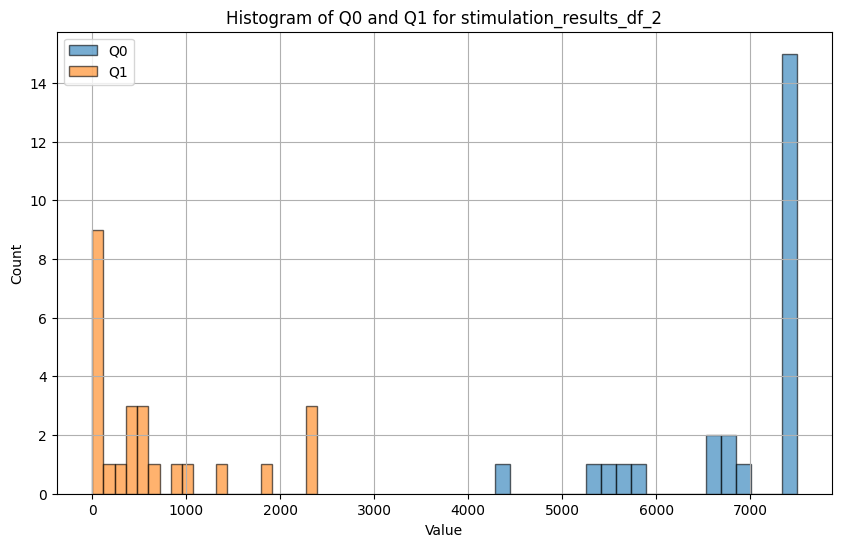 Histogram of Q0 and Q1 for stimulation_results_df_2
Q0
Q1
14
12
10
8
6
4
2
0
Count
0 1000 2000 3000 4000 5000 6000 7000
Value